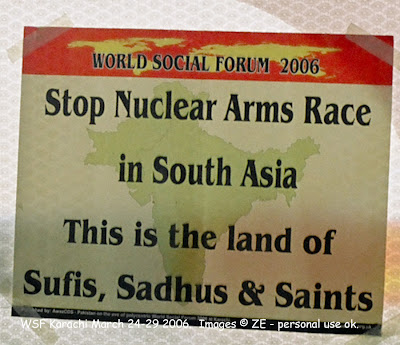 WORLD SOCIAL FORUM 2006
Stop Nuclear Arms Race
in South Asia
This is the land of
Sufis, Sadhus & Saints
WSF Karachi March 24-29 2006. Images © ZE - personal use ok.